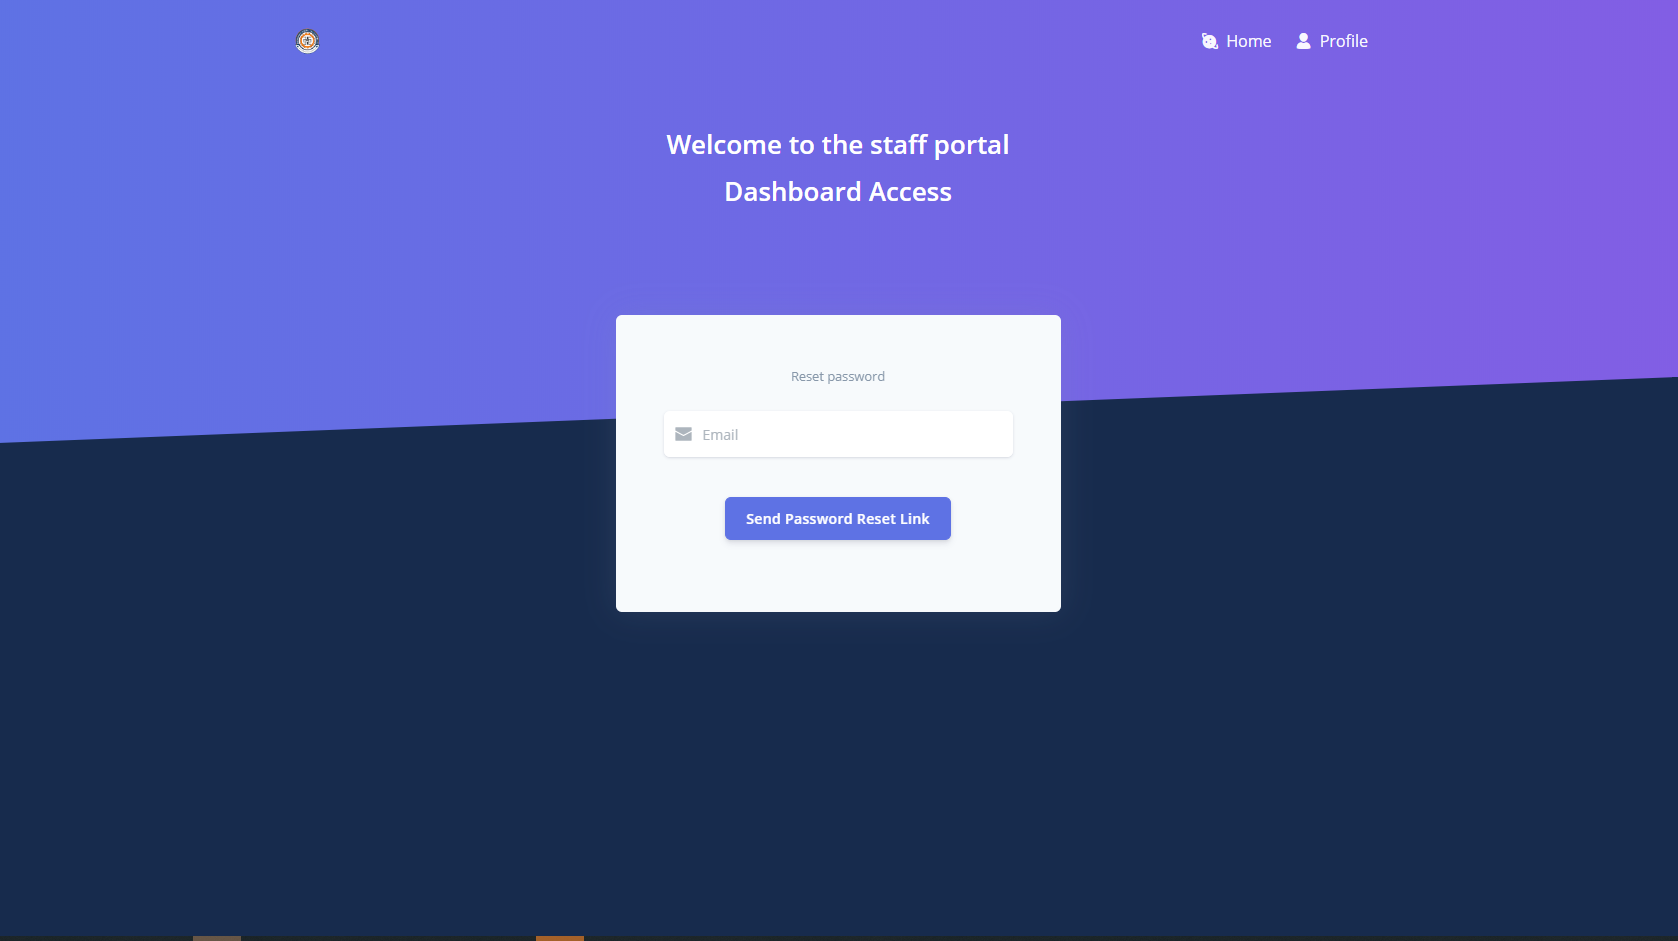 Home
Profile
Welcome to the staff portal
Dashboard Access
Reset password
Email
Send Password Reset Link